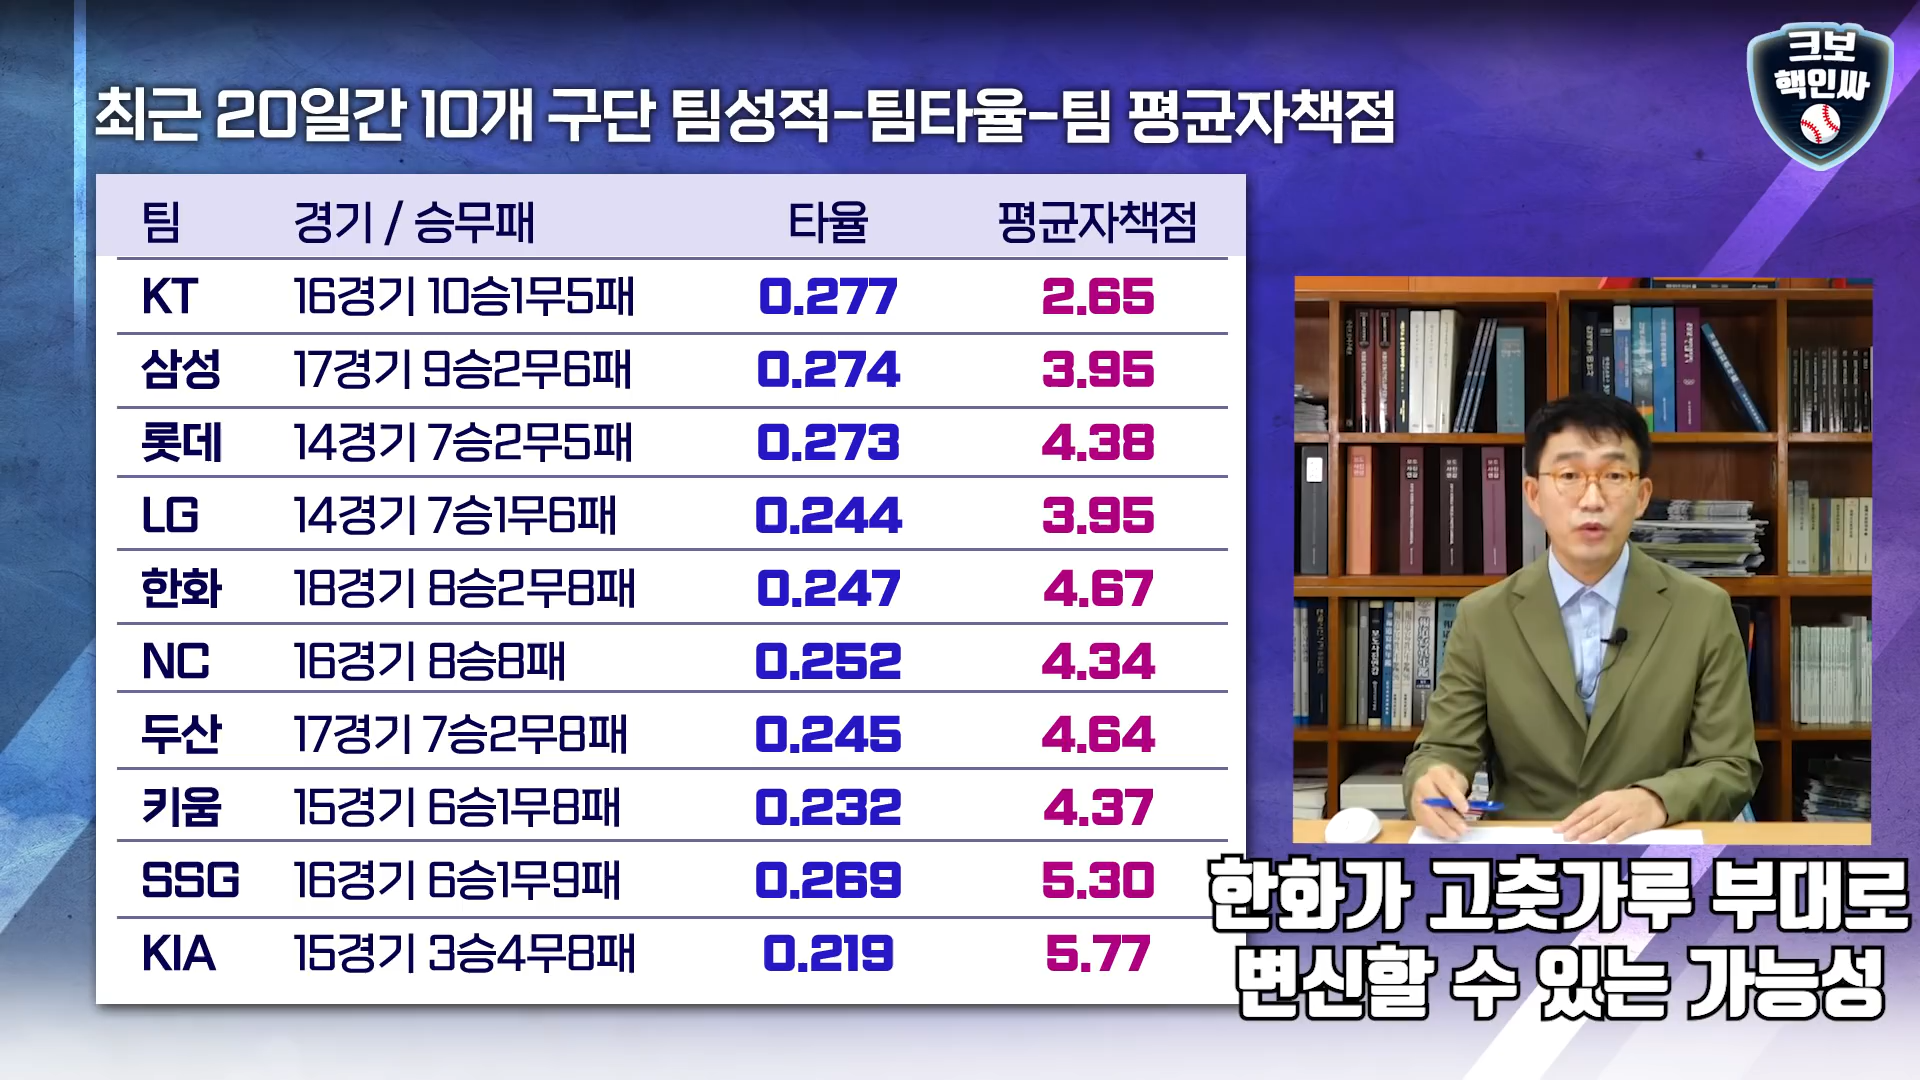 크보
핵인싸
최근 20일간 10개 구단 팀성적-팀타율-팀 평균자책점
팀 경기 / 승무패 타율 평균자책점
KT 16경기 10승1무5패 0.277 2.65
삼성 17경기 9승2무6패 0.274 3.95
롯데 14경기 7승2무5패 0.273 4.38
LG 14경기 7승1무6패 0.244 3.95
한화 18경기 8승2무8패 0.247 4.67
NC 16경기 8승8패 0.252 4.34
두산 17경기 7승2무8패 0.245 4.64
키움 15경기 6승1무8패 0.232 4.37
SSG 16경기 6승1무9패 0.269 5.30
KIA 15경기 3승4무8패 0.219 5.77
한화가 고춧가루 부대로
변신할 수 있는 가능성